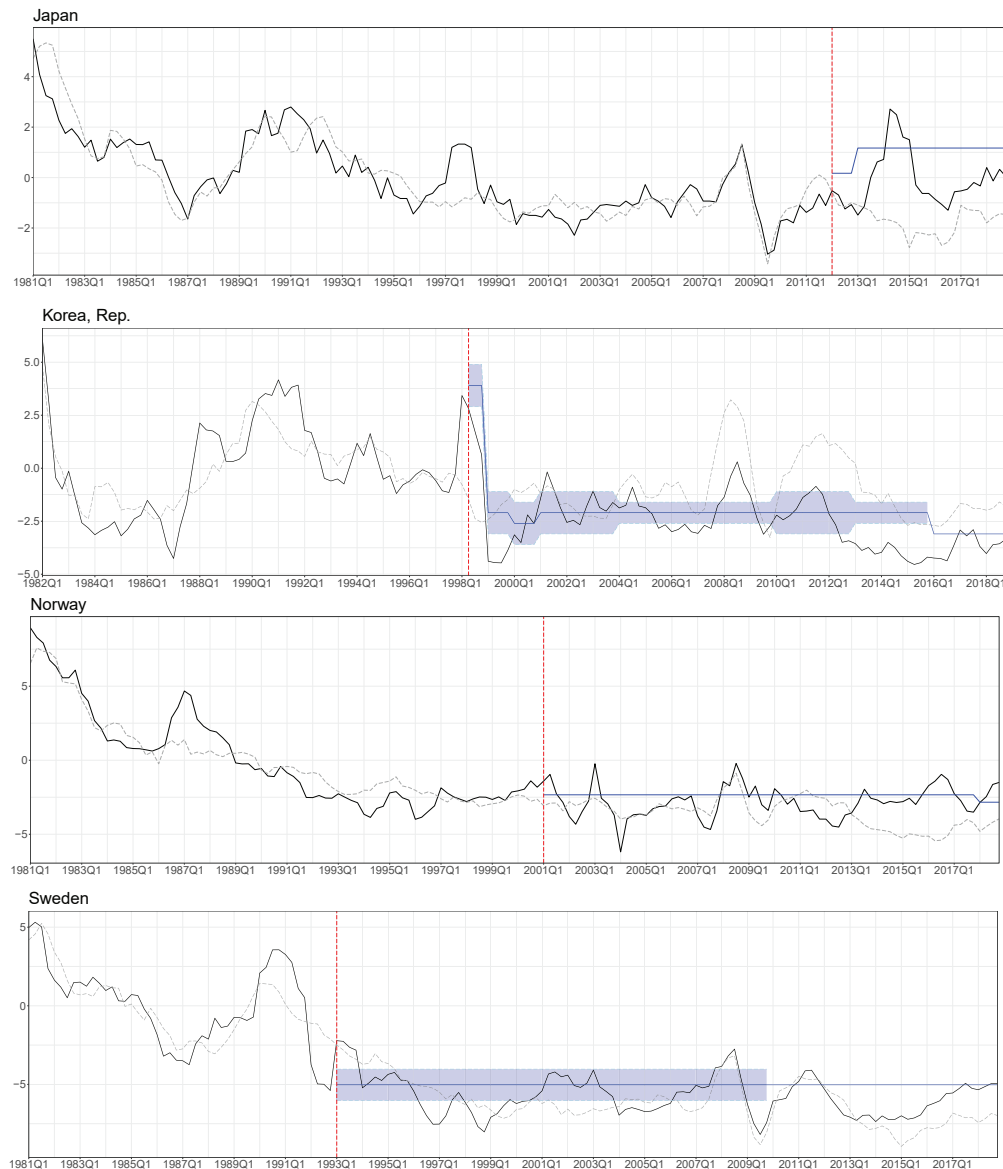 Japan
4
2
0
−2
1981Q1 1983Q1 1985Q1 1987Q1 1989Q1 1991Q1 1993Q1 1995Q1 1997Q1 1999Q1 2001Q1 2003Q1 2005Q1 2007Q1 2009Q1 2011Q1 2013Q1 2015Q1 2017Q1
Korea, Rep.
5.0
2.5
0.0
−2.5
−5.0
1982Q1 1984Q1 1986Q1 1988Q1 1990Q1 1992Q1 1994Q1 1996Q1 1998Q1 2000Q1 2002Q1 2004Q1 2006Q1 2008Q1 2010Q1 2012Q1 2014Q1 2016Q1 2018Q1
Norway
5
0
−5
1981Q1 1983Q1 1985Q1 1987Q1 1989Q1 1991Q1 1993Q1 1995Q1 1997Q1 1999Q1 2001Q1 2003Q1 2005Q1 2007Q1 2009Q1 2011Q1 2013Q1 2015Q1 2017Q1
Sweden
5
0
−5
1981Q1 1983Q1 1985Q1 1987Q1 1989Q1 1991Q1 1993Q1 1995Q1 1997Q1 1999Q1 2001Q1 2003Q1 2005Q1 2007Q1 2009Q1 2011Q1 2013Q1 2015Q1 2017Q1